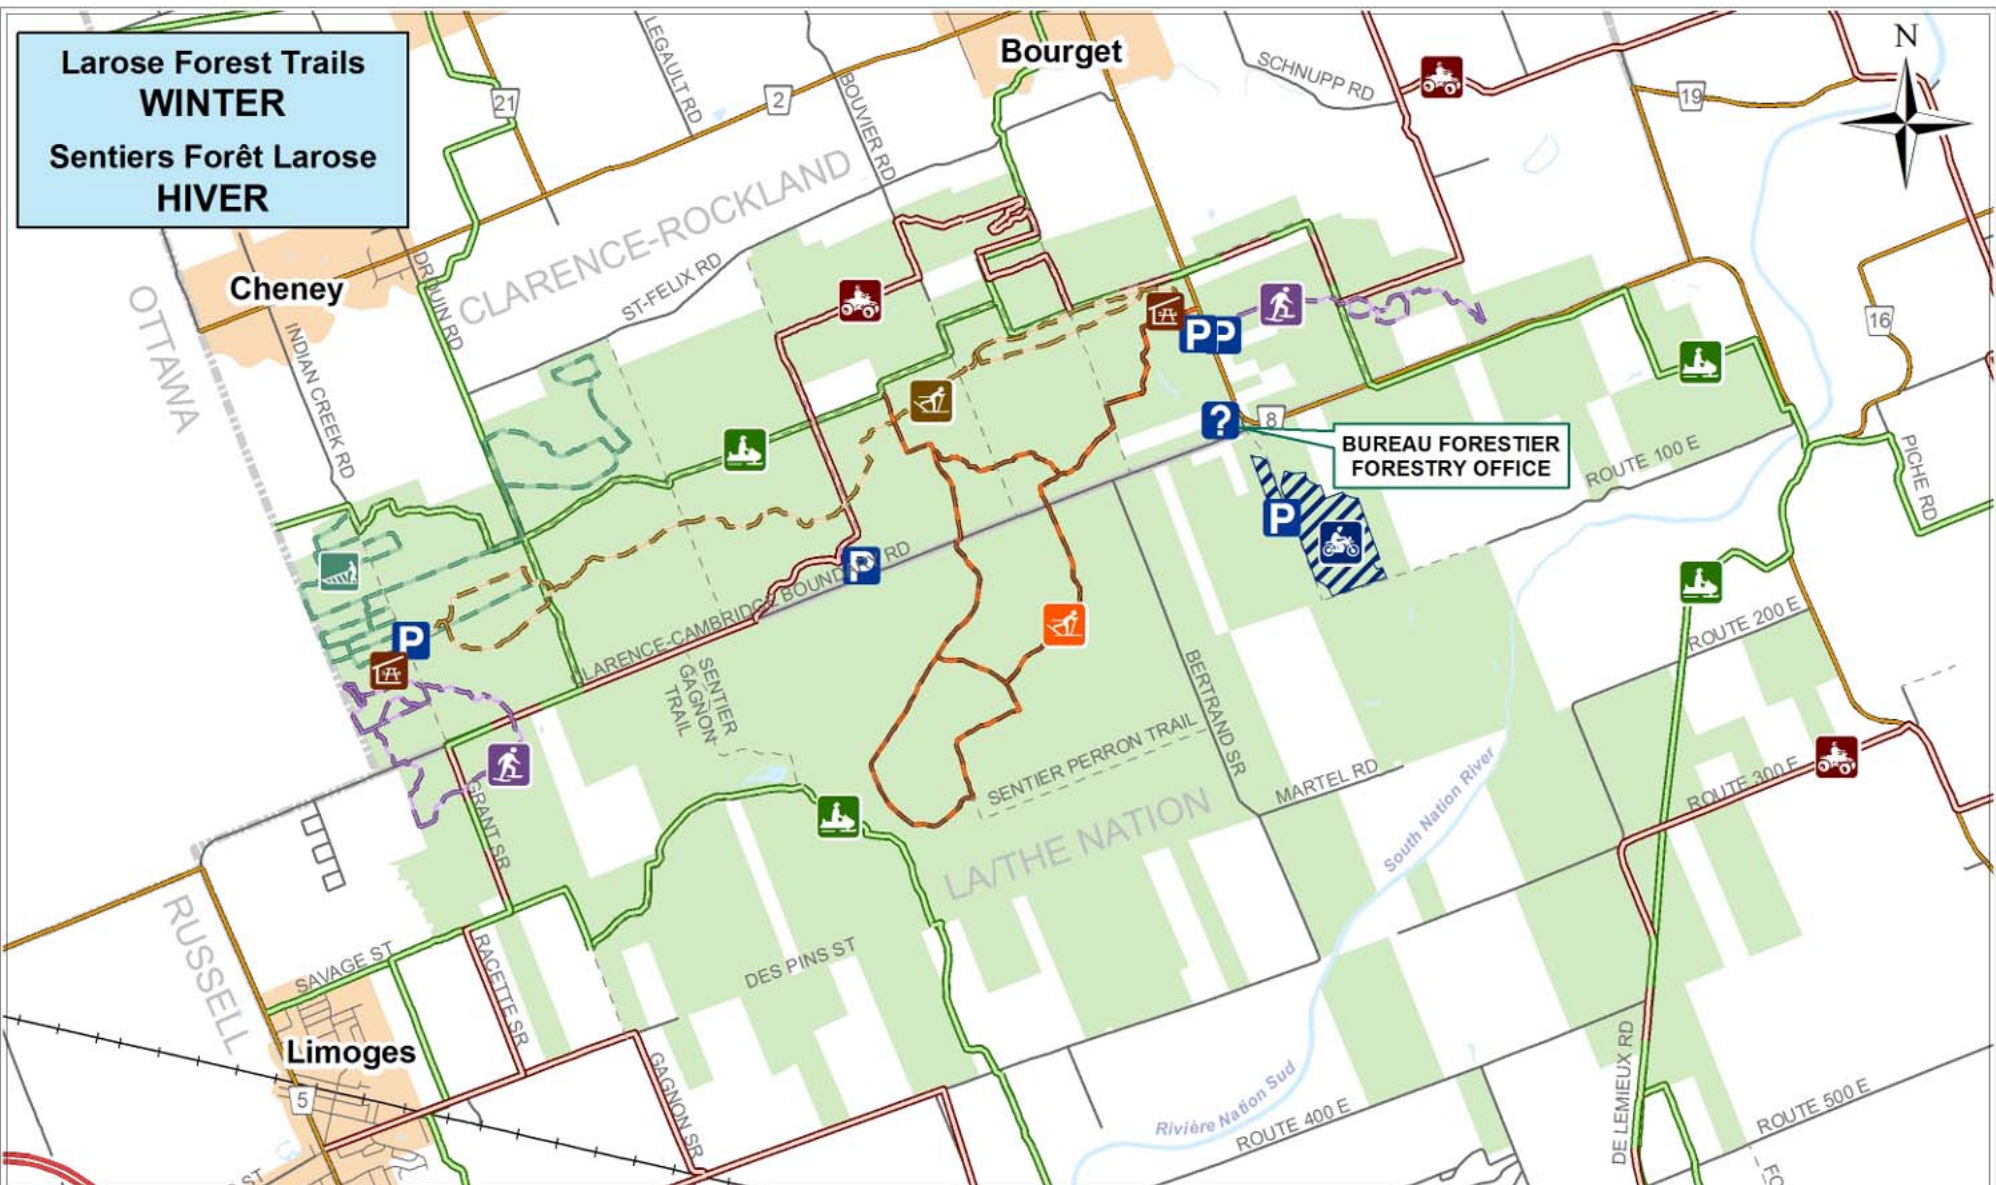 Larose Forest Trails
WINTER
Sentiers Forêt Larose
HIVER
N
Bourget
Cheney
Limoges
LEGAULT RD
BOUVIER RD
SCHNUPP RD
21
2
19
16
CLARENCE-ROCKLAND
OTTAWA
DROUIN RD
ST-FELIX RD
INDIAN CREEK RD
P
P
?
8
BUREAU FORESTIER
FORESTRY OFFICE
ROUTE 100 E
PICHE RD
P
P
P
CLARENCE-CAMBRIDGE BOUNDARY RD
SENTIER
GAGNON
TRAIL
BERTRAND SR
ROUTE 200 E
SENTIER PERRON TRAIL
MARTEL RD
ROUTE 300 E
South Nation River
GRANT SR
LA/THE NATION
RUSSELL
SAVAGE ST
RACETTE SR
DES PINS ST
GAGNON SR
5
ST
Rivière Nation Sud
ROUTE 400 E
DE LEMIEUX RD
ROUTE 500 E
FO